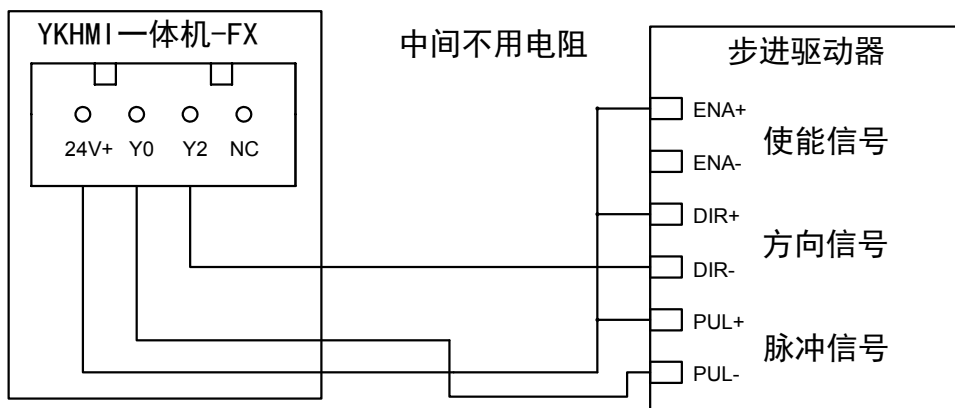 YKHMI一体机-FX
24V+ Y0 Y2 NC
中间不用电阻
步进驱动器
ENA+
使能信号
ENA-
DIR+
方向信号
DIR-
PUL+
脉冲信号
PUL-